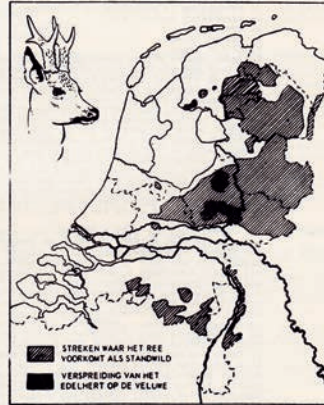 STREKEN WAAR HET REE
VOORKOMT ALS STANDWILD
VERSPREIDING VAN HET
EDELHERT OP DE VELUWE